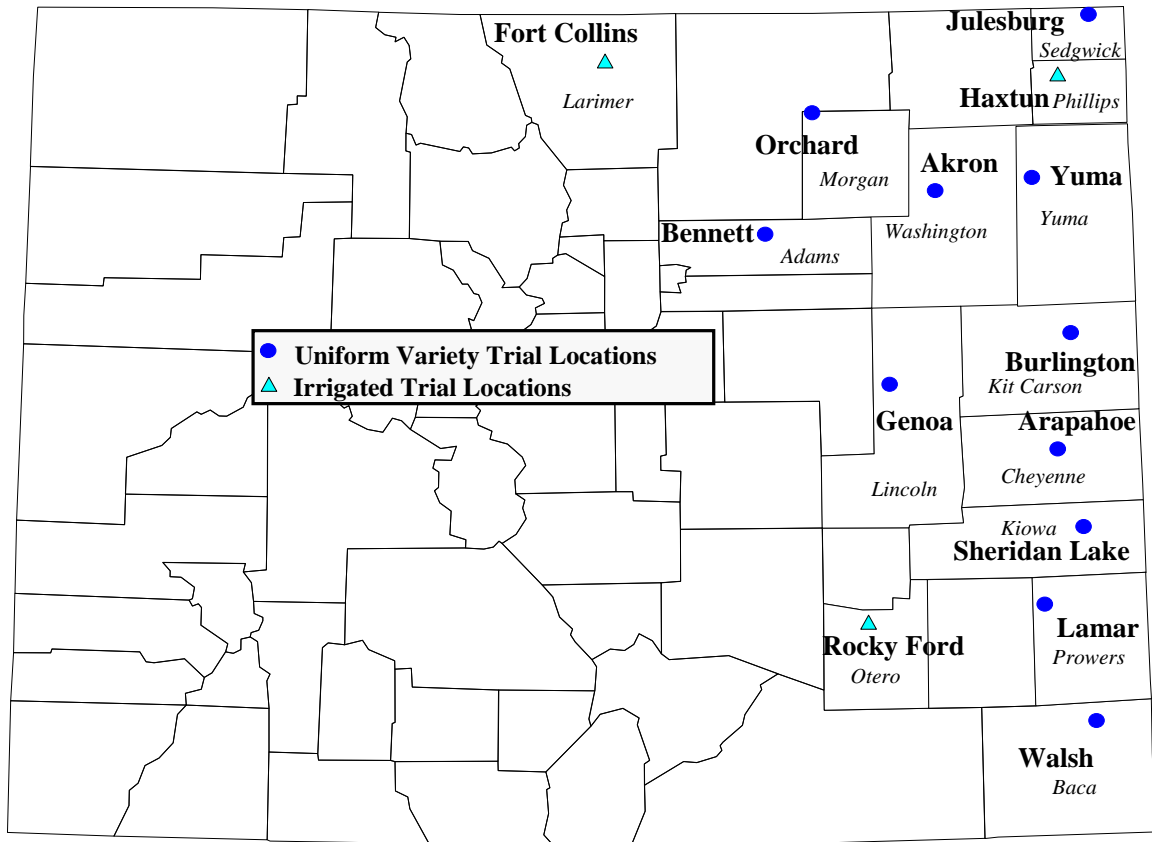 Fort Collins
Larimer
Julesburg
Sedgwick
Haxtun
Phillips
Orchard
Morgan
Akron
Washington
Yuma
Yuma
Bennett
Adams
Uniform Variety Trial Locations
Irrigated Trial Locations
Burlington
Kit Carson
Genoa
Lincoln
Arapahoe
Cheyenne
Kiowa
Sheridan Lake
Rocky Ford
Otero
Lamar
Prowers
Walsh
Baca